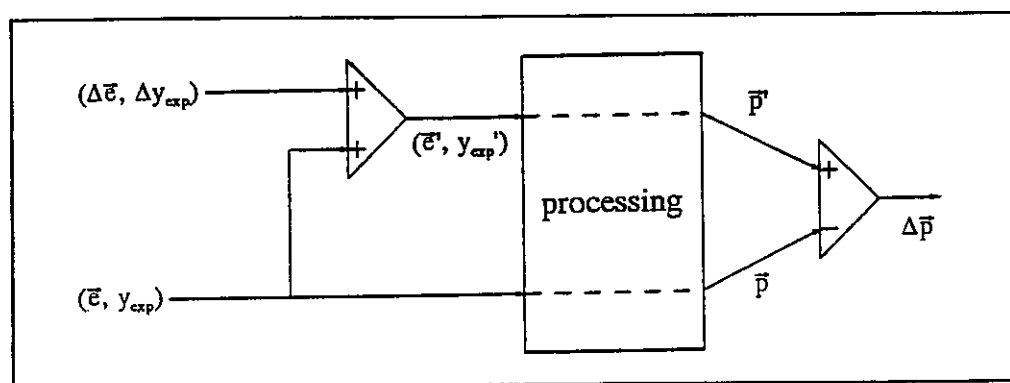 (Δe⃗, Δy_exp)
+
+
(e⃗', y_exp')
p⃗'
processing
+
−
Δp⃗
(e⃗, y_exp)
p⃗